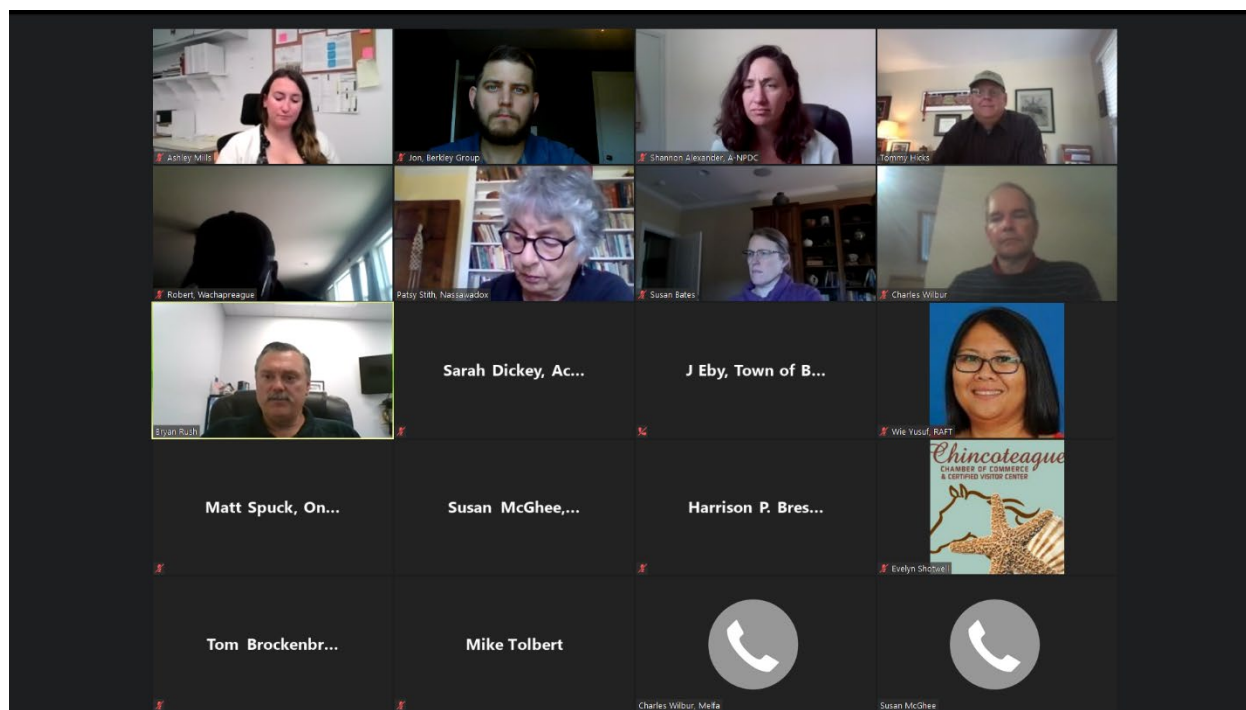 Ashley Mills
Jon, Berkley Group
Shannon Alexander, A-NPDC
Tommy Hicks
Robert, Wachapreague
Patsy Stith, Nassawadox
Susan Bates
Charles Wilbur
Bryan Rush
Sarah Dickey, Ac...
J Eby, Town of B...
Wie Yusuf, RAFT
Matt Spuck, On...
Susan McGhee,...
Harrison P. Bres...
Chincoteague
CHAMBER OF COMMERCE
& CERTIFIED VISITOR CENTER
Evelyn Shotwell
Tom Brockenbr...
Mike Tolbert
Charles Wilbur, Melfa
Susan McGhee